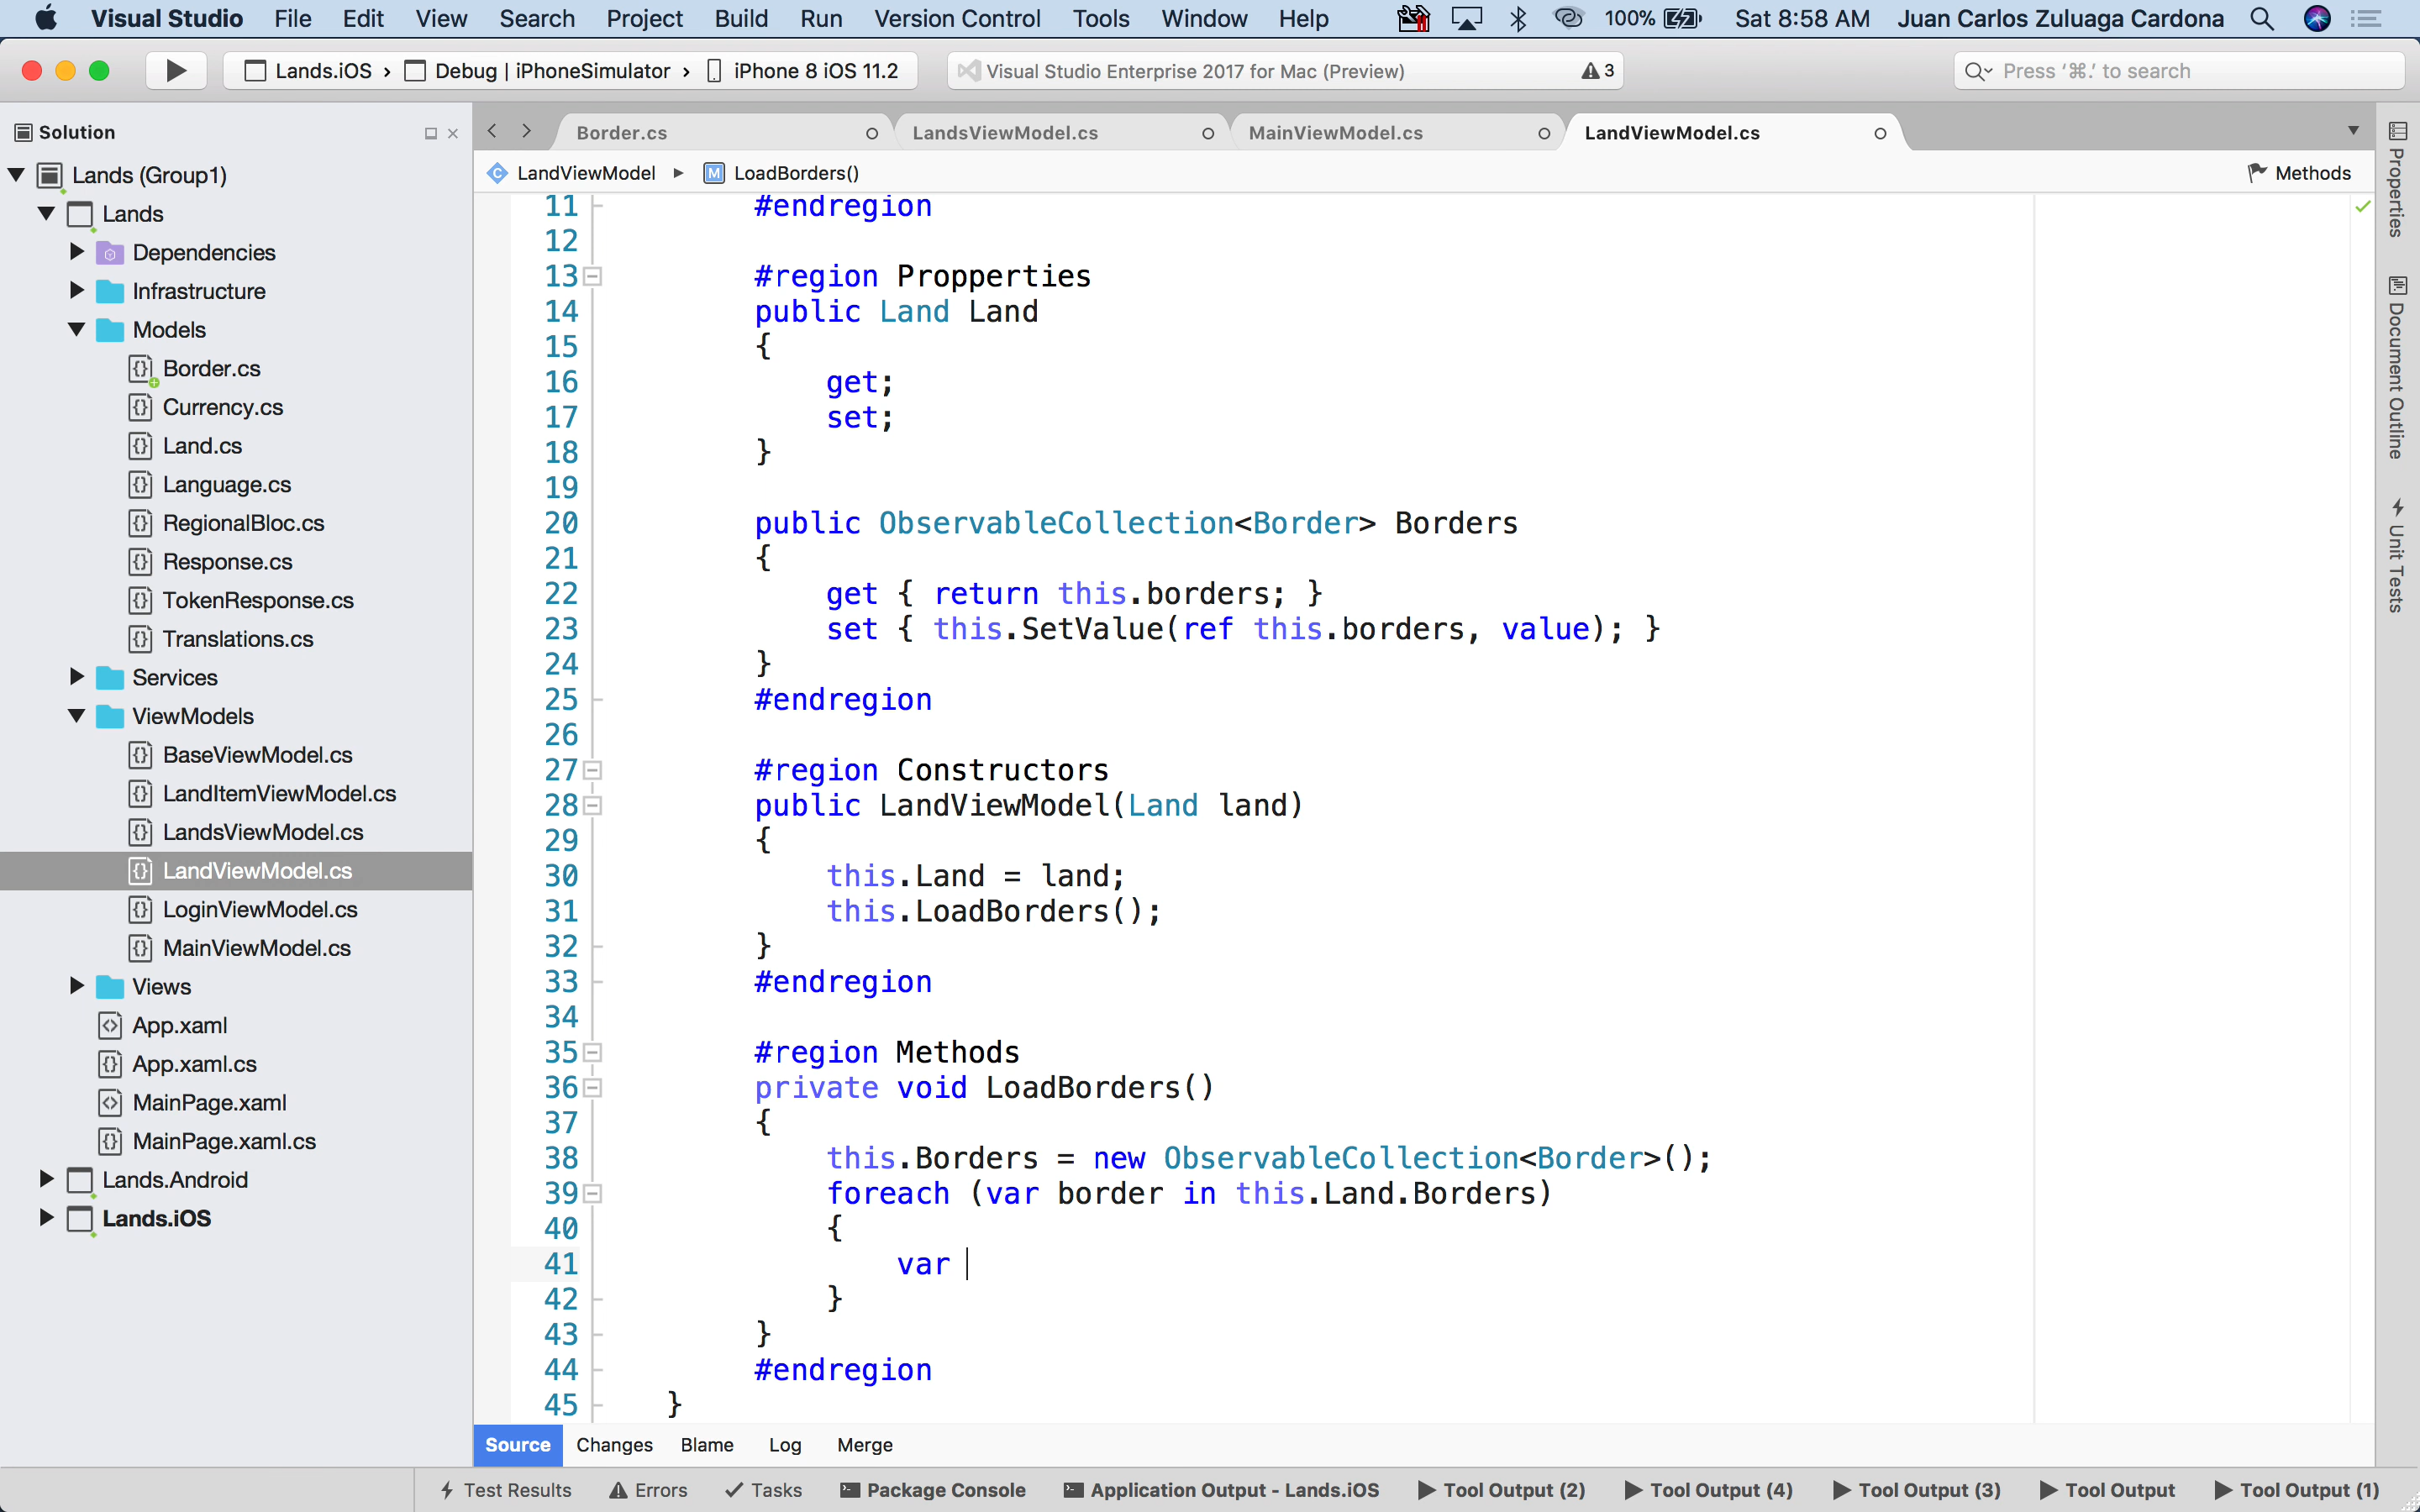 Visual Studio File Edit View Search Project Build Run Version Control Tools Window Help 100% Sat 8:58 AM Juan Carlos Zuluaga Cardona
Lands.iOS › Debug | iPhoneSimulator › iPhone 8 iOS 11.2 Visual Studio Enterprise 2017 for Mac (Preview) 3 Press ‘⌘.’ to search
Solution
Border.cs LandsViewModel.cs MainViewModel.cs LandViewModel.cs
LandViewModel LoadBorders() Methods
Lands (Group1)
Lands
Dependencies
Infrastructure
Models
Border.cs
Currency.cs
Land.cs
Language.cs
RegionalBloc.cs
Response.cs
TokenResponse.cs
Translations.cs
Services
ViewModels
BaseViewModel.cs
LandItemViewModel.cs
LandsViewModel.cs
LandViewModel.cs
LoginViewModel.cs
MainViewModel.cs
Views
App.xaml
App.xaml.cs
MainPage.xaml
MainPage.xaml.cs
Lands.Android
Lands.iOS
11 #endregion
12
13 #region Propperties
14 public Land Land
15 {
16 get;
17 set;
18 }
19
20 public ObservableCollection<Border> Borders
21 {
22 get { return this.borders; }
23 set { this.SetValue(ref this.borders, value); }
24 }
25 #endregion
26
27 #region Constructors
28 public LandViewModel(Land land)
29 {
30 this.Land = land;
31 this.LoadBorders();
32 }
33 #endregion
34
35 #region Methods
36 private void LoadBorders()
37 {
38 this.Borders = new ObservableCollection<Border>();
39 foreach (var border in this.Land.Borders)
40 {
41 var
42 }
43 }
44 #endregion
45 }
Properties
Document Outline
Unit Tests
Source Changes Blame Log Merge
Test Results Errors Tasks Package Console Application Output - Lands.iOS Tool Output (2) Tool Output (4) Tool Output (3) Tool Output Tool Output (1)